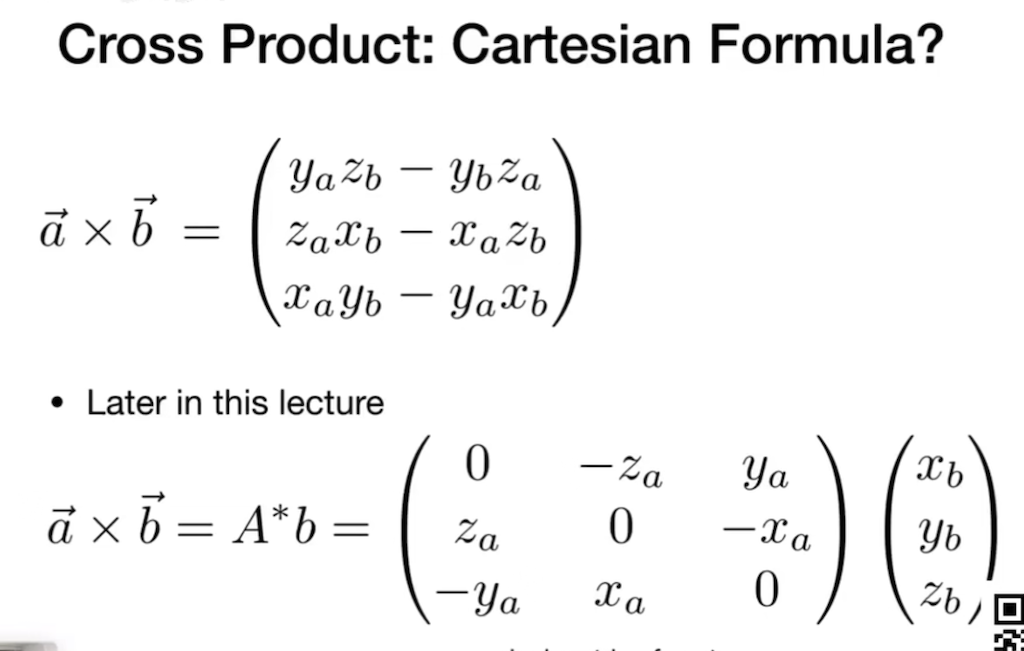 Cross Product: Cartesian Formula?
$\vec{a} \times \vec{b} = \begin{pmatrix} y_a z_b - y_b z_a \\ z_a x_b - x_a z_b \\ x_a y_b - y_a x_b \end{pmatrix}$
• Later in this lecture
$\vec{a} \times \vec{b} = A^* b = \begin{pmatrix} 0 & -z_a & y_a \\ z_a & 0 & -x_a \\ -y_a & x_a & 0 \end{pmatrix} \begin{pmatrix} x_b \\ y_b \\ z_b \end{pmatrix}$